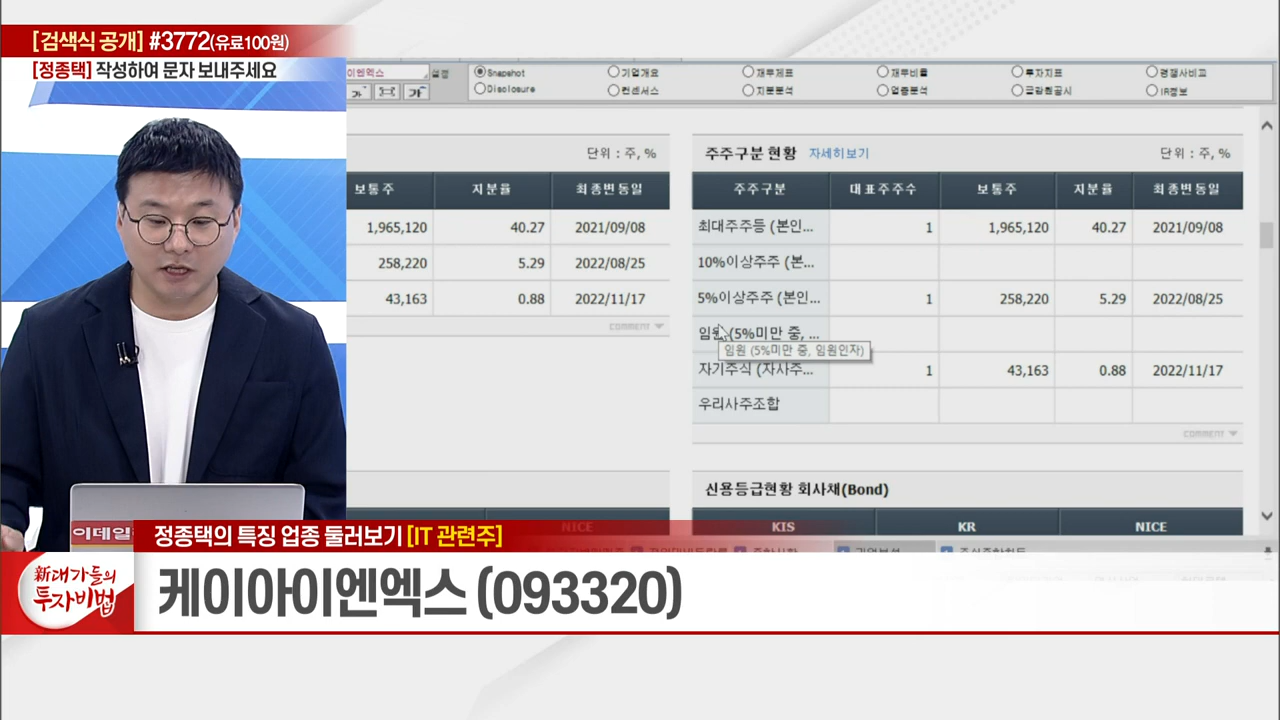 [검색식 공개] #3772(유료100원)
[정종택] 작성하여 문자 보내주세요
이엔엑스 설정
Snapshot 기업개요 재무제표 재무비율 투자지표 경쟁사비교
가- 가+
Disclosure 컨센서스 지분분석 업종분석 금감원공시 IR정보
단위 : 주, %
보통주 지분율 최종변동일
1,965,120 40.27 2021/09/08
258,220 5.29 2022/08/25
43,163 0.88 2022/11/17
COMMENT
주주구분 현황 자세히보기 단위 : 주, %
주주구분 대표주주수 보통주 지분율 최종변동일
최대주주등 (본인... 1 1,965,120 40.27 2021/09/08
10%이상주주 (본...
5%이상주주 (본인... 1 258,220 5.29 2022/08/25
임원 (5%미만 중, ...
임원 (5%미만 중, 임원인자)
자기주식 (자사주... 1 43,163 0.88 2022/11/17
우리사주조합
COMMENT
신용등급현황 회사채(Bond)
NICE KIS KR NICE
이데일
정종택의 특징 업종 둘러보기 [IT 관련주]
新대가들의
투자비법
케이아이엔엑스 (093320)